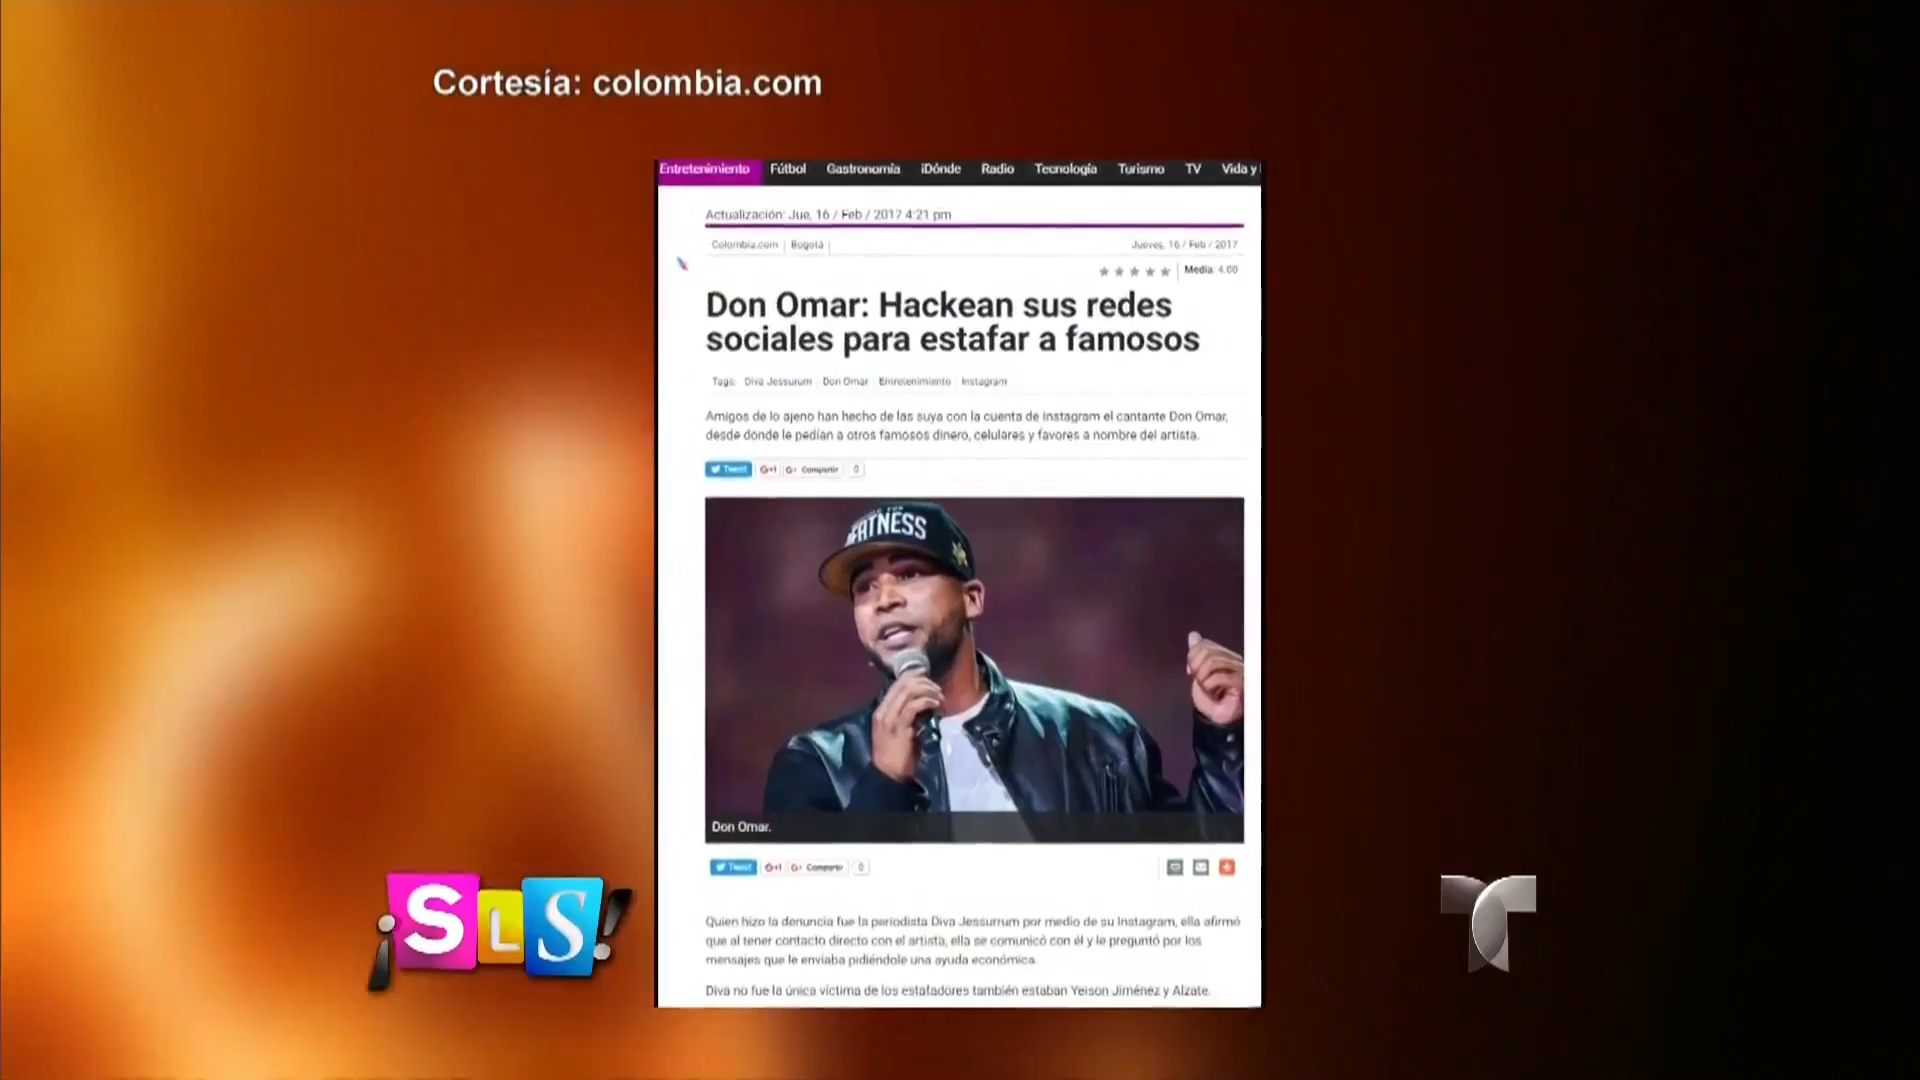 Cortesía: colombia.com
Entretenimiento Fútbol Gastronomía iDónde Radio Tecnología Turismo TV Vida y
Actualización: Jue, 16 / Feb / 2017 4:21 pm
Colombia.com Bogotá Jueves, 16 / Feb / 2017
Media: 4.00
Don Omar: Hackean sus redes
sociales para estafar a famosos
Tags: Diva Jessurum Don Omar Entretenimiento Instagram
Amigos de lo ajeno han hecho de las suya con la cuenta de Instagram el cantante Don Omar,
desde donde le pedían a otros famosos dinero, celulares y favores a nombre del artista.
Tweet G+1 G+ Compartir 0
Don Omar.
Tweet G+1 G+ Compartir 0
Quien hizo la denuncia fue la periodista Diva Jessurrum por medio de su Instagram, ella afirmó
que al tener contacto directo con el artista, ella se comunicó con él y le preguntó por los
mensajes que le enviaba pidiéndole una ayuda económica.
Diva no fue la única víctima de los estafadores también estaban Yeison Jiménez y Alzate.
¡SLS!
T